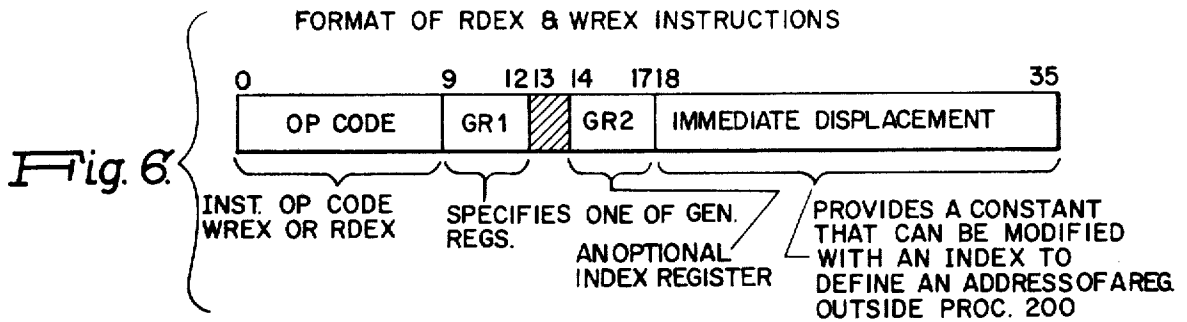 FORMAT OF RDEX & WREX INSTRUCTIONS
0 9 12 13 14 17 18 35
OP CODE GR1 GR2 IMMEDIATE DISPLACEMENT
Fig. 6.
INST. OP CODE
WREX OR RDEX
SPECIFIES ONE OF GEN.
REGS.
AN OPTIONAL
INDEX REGISTER
PROVIDES A CONSTANT
THAT CAN BE MODIFIED
WITH AN INDEX TO
DEFINE AN ADDRESS OF A REG.
OUTSIDE PROC. 200